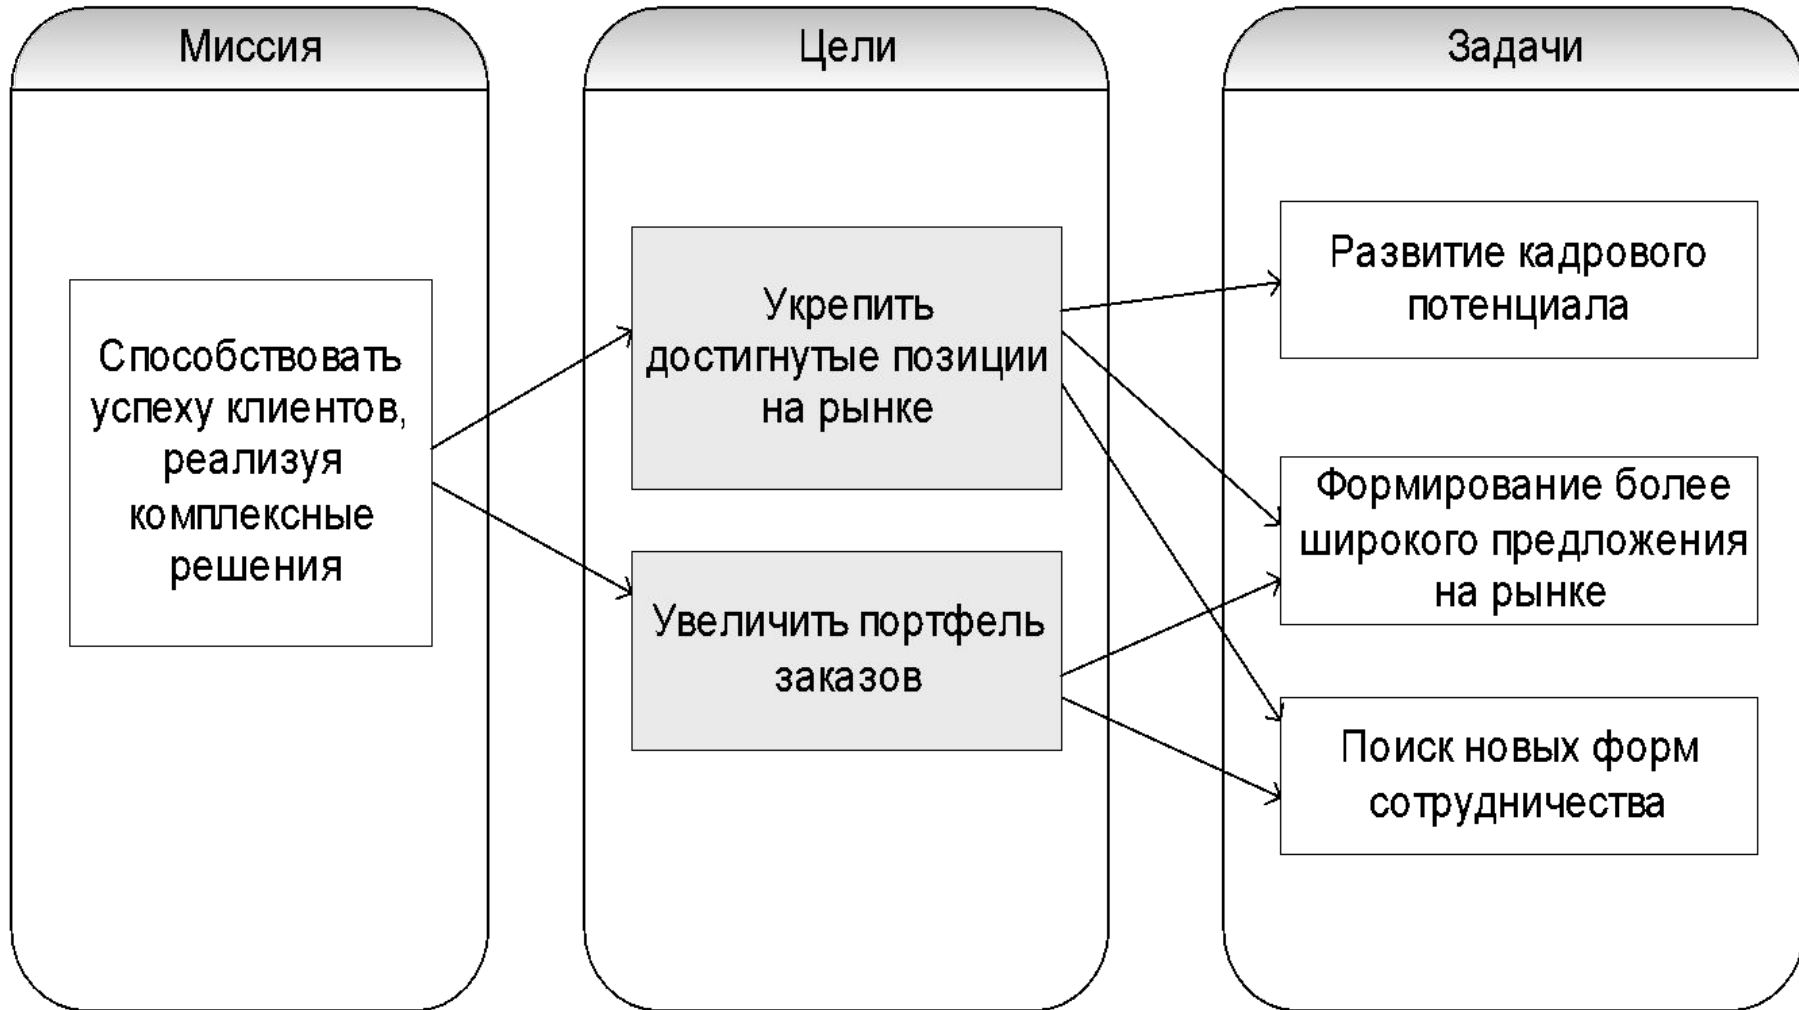 Миссия
Цели
Задачи
Способствовать
успеху клиентов,
реализуя
комплексные
решения
Укрепить
достигнутые позиции
на рынке
Увеличить портфель
заказов
Развитие кадрового
потенциала
Формирование более
широкого предложения
на рынке
Поиск новых форм
сотрудничества